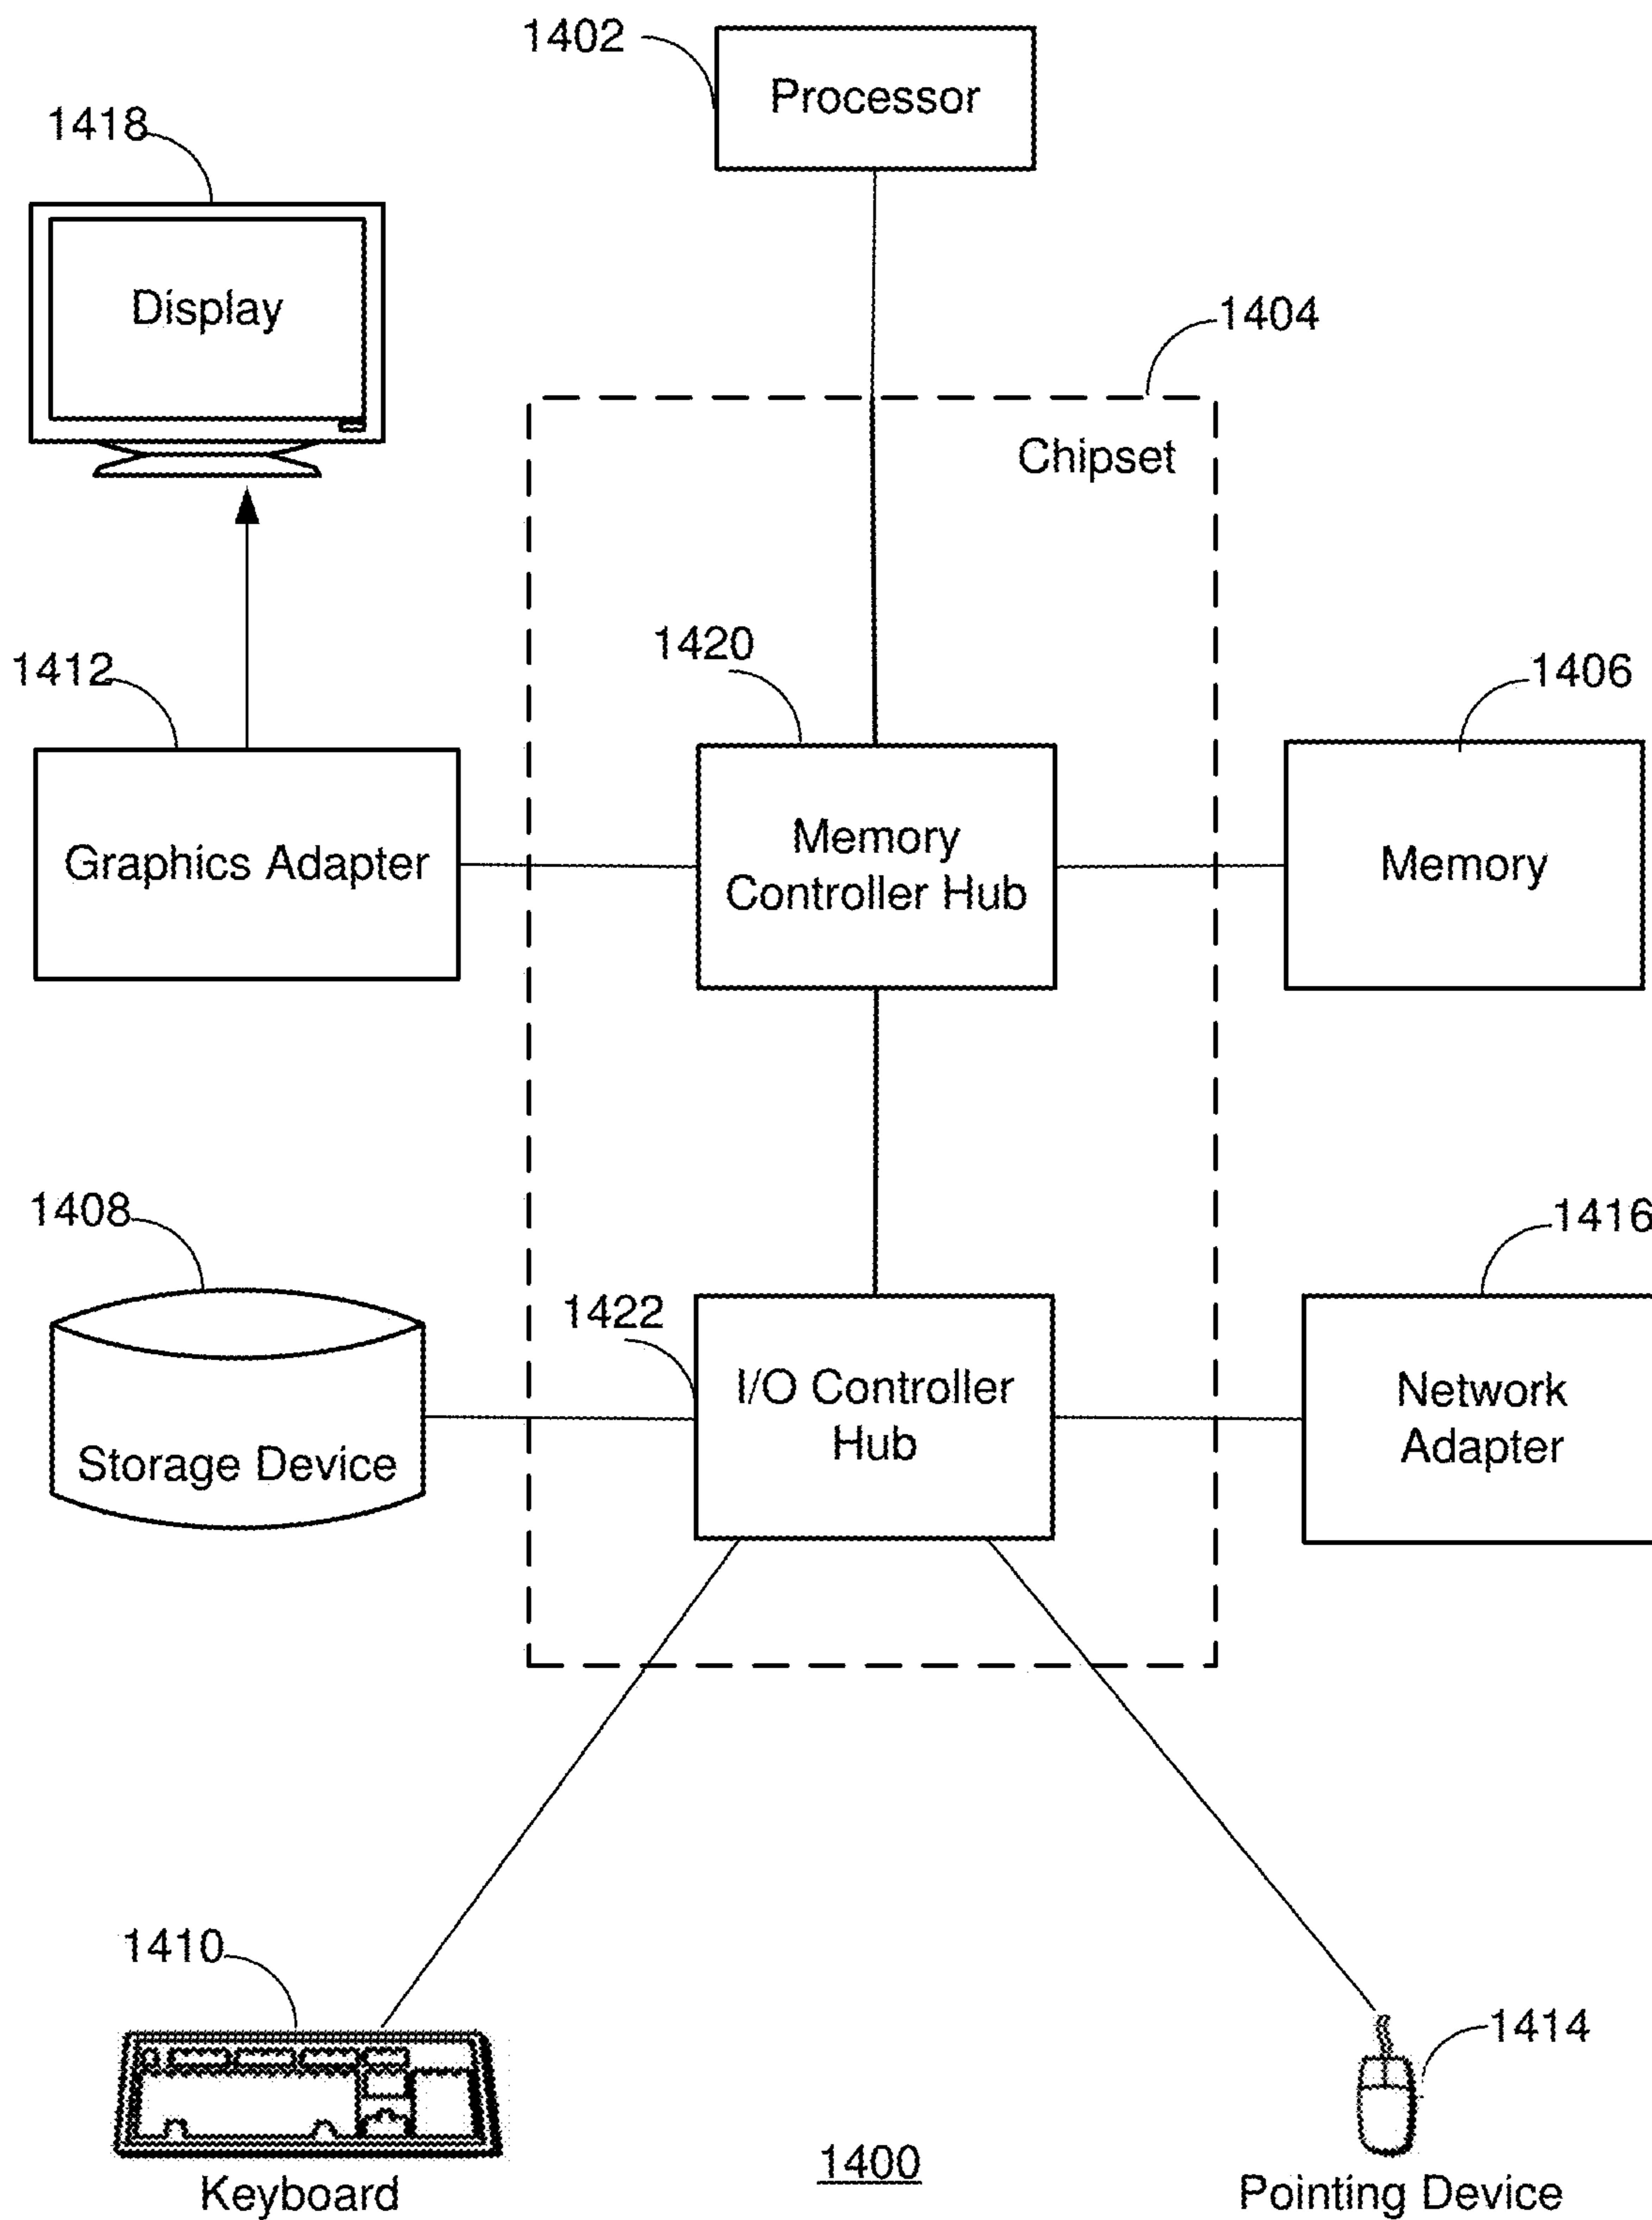 1402
Processor
1418
Display
1404
Chipset
1412
1420
1406
Graphics Adapter
Memory
Controller Hub
Memory
1408
1422
1416
Storage Device
I/O Controller
Hub
Network
Adapter
1410
1414
Keyboard
1400
Pointing Device